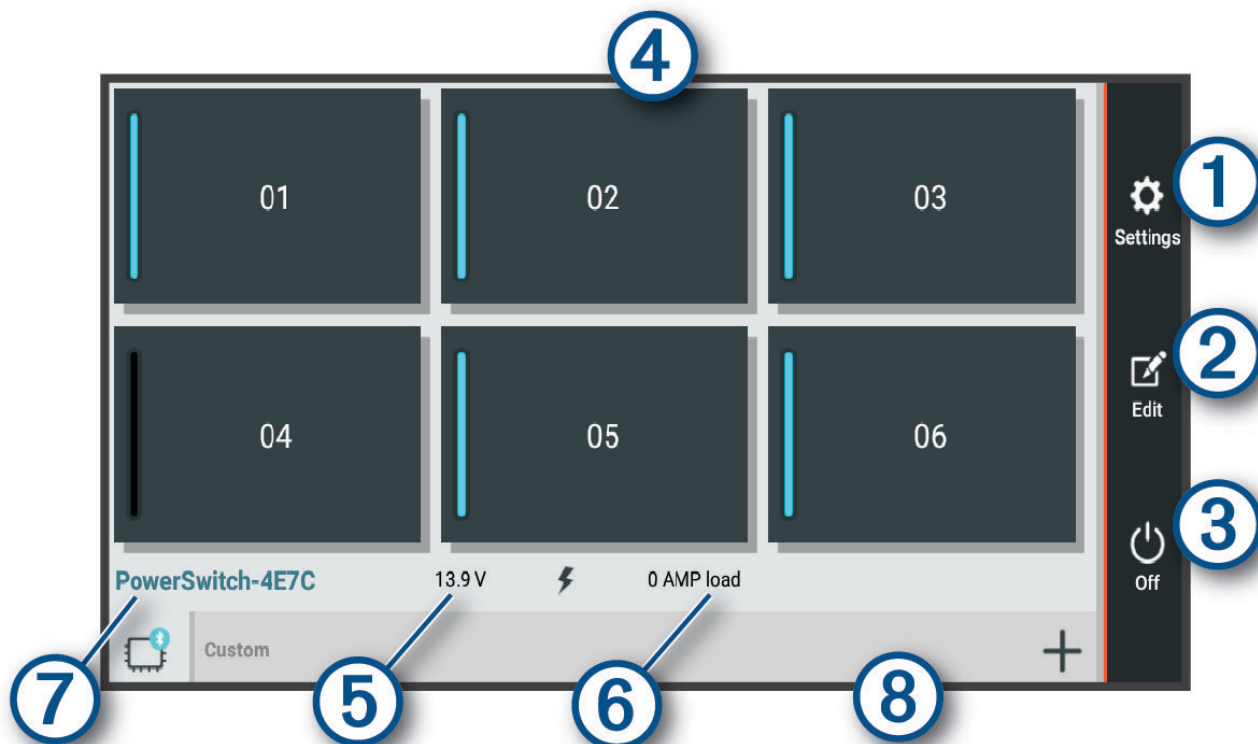 4
01 02 03
1
Settings
2
Edit
04 05 06
3
Off
PowerSwitch-4E7C 13.9 V 0 AMP load
Custom
7 5 6 8